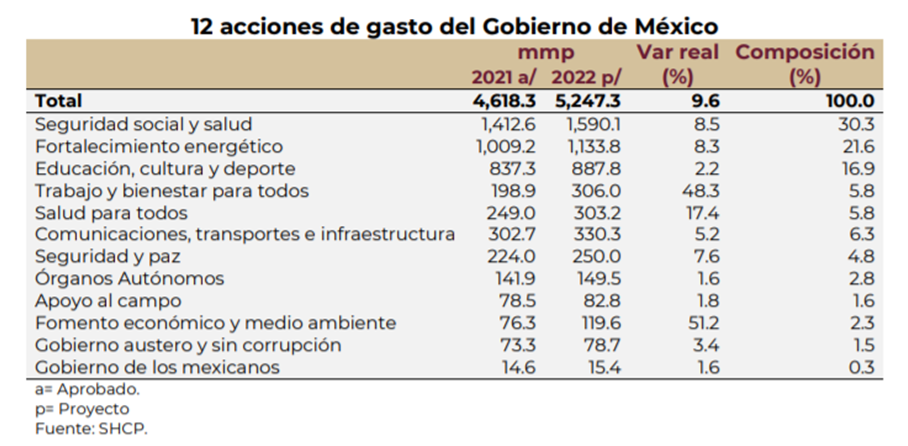 12 acciones de gasto del Gobierno de México
mmp Var real Composición
2021 a/ 2022 p/ (%) (%)
Total 4,618.3 5,247.3 9.6 100.0
Seguridad social y salud 1,412.6 1,590.1 8.5 30.3
Fortalecimiento energético 1,009.2 1,133.8 8.3 21.6
Educación, cultura y deporte 837.3 887.8 2.2 16.9
Trabajo y bienestar para todos 198.9 306.0 48.3 5.8
Salud para todos 249.0 303.2 17.4 5.8
Comunicaciones, transportes e infraestructura 302.7 330.3 5.2 6.3
Seguridad y paz 224.0 250.0 7.6 4.8
Órganos Autónomos 141.9 149.5 1.6 2.8
Apoyo al campo 78.5 82.8 1.8 1.6
Fomento económico y medio ambiente 76.3 119.6 51.2 2.3
Gobierno austero y sin corrupción 73.3 78.7 3.4 1.5
Gobierno de los mexicanos 14.6 15.4 1.6 0.3
a= Aprobado.
p= Proyecto
Fuente: SHCP.